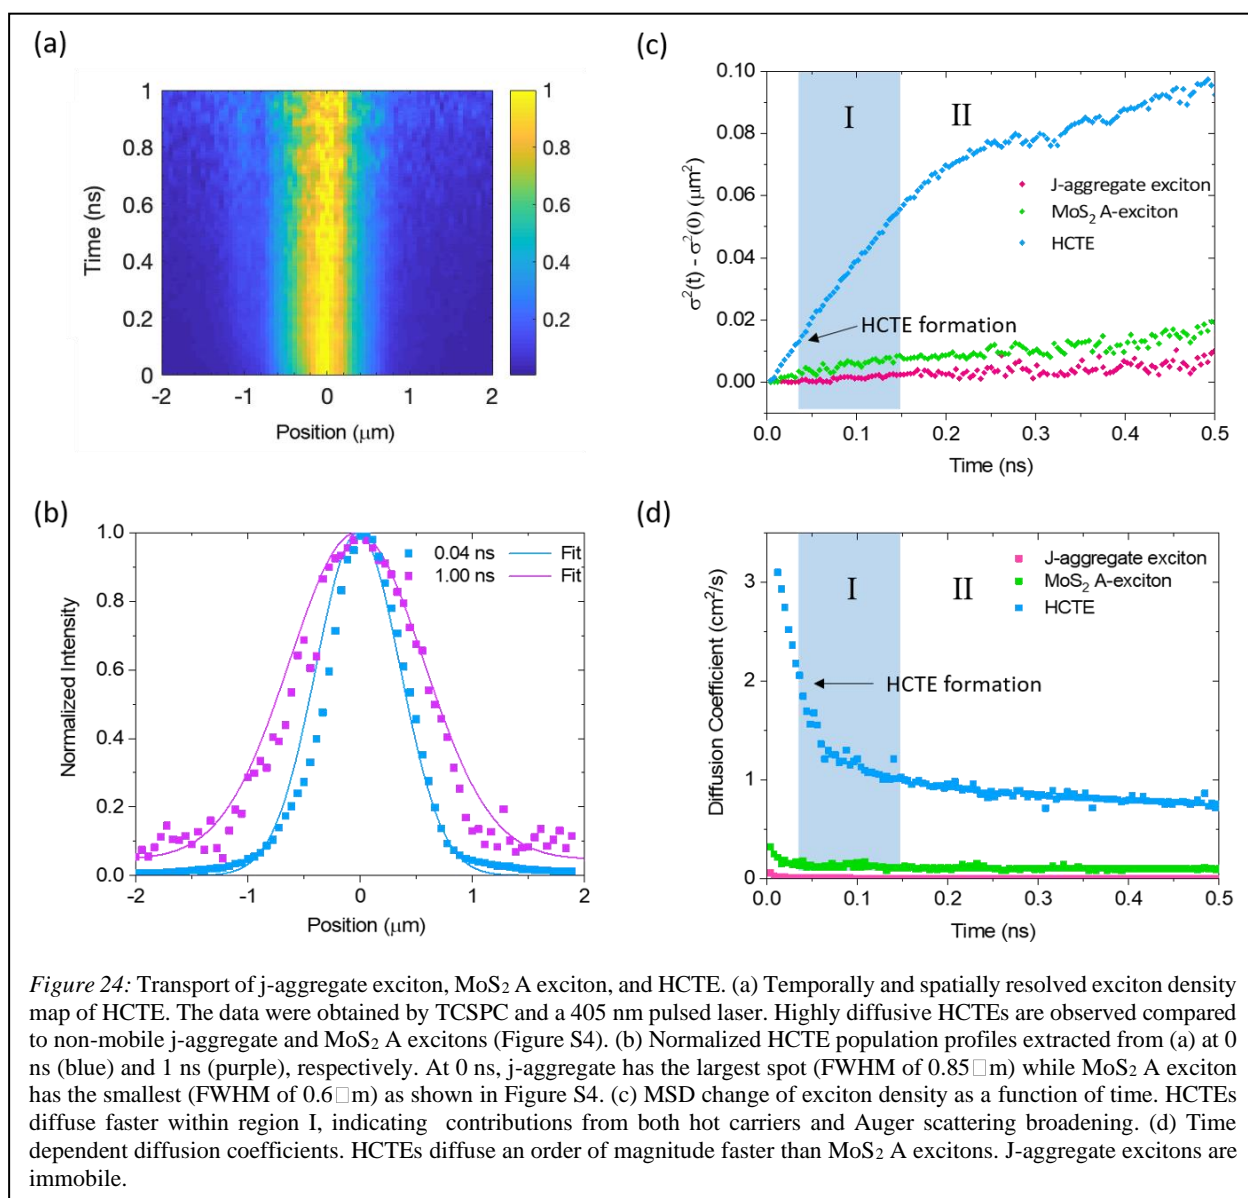 (a)
1
0.8
0.6
0.4
0.2
0
Time (ns)
-2
-1
0
1
2
Position (μm)
1
0.8
0.6
0.4
0.2
(c)
0.10
0.08
0.06
0.04
0.02
0.00
σ²(t) - σ²(0) (μm²)
I
II
J-aggregate exciton
MoS₂ A-exciton
HCTE
HCTE formation
0.0
0.1
0.2
0.3
0.4
0.5
Time (ns)
(b)
1.0
0.8
0.6
0.4
0.2
0.0
Normalized Intensity
0.04 ns
Fit
1.00 ns
Fit
-2
-1
0
1
2
Position (μm)
(d)
3
2
1
0
Diffusion Coefficient (cm²/s)
I
II
J-aggregate exciton
MoS₂ A-exciton
HCTE
HCTE formation
0.0
0.1
0.2
0.3
0.4
0.5
Time (ns)
Figure 24: Transport of j-aggregate exciton, MoS₂ A exciton, and HCTE. (a) Temporally and spatially resolved exciton density
map of HCTE. The data were obtained by TCSPC and a 405 nm pulsed laser. Highly diffusive HCTEs are observed compared
to non-mobile j-aggregate and MoS₂ A excitons (Figure S4). (b) Normalized HCTE population profiles extracted from (a) at 0
ns (blue) and 1 ns (purple), respectively. At 0 ns, j-aggregate has the largest spot (FWHM of 0.85□m) while MoS₂ A exciton
has the smallest (FWHM of 0.6□m) as shown in Figure S4. (c) MSD change of exciton density as a function of time. HCTEs
diffuse faster within region I, indicating contributions from both hot carriers and Auger scattering broadening. (d) Time
dependent diffusion coefficients. HCTEs diffuse an order of magnitude faster than MoS₂ A excitons. J-aggregate excitons are
immobile.